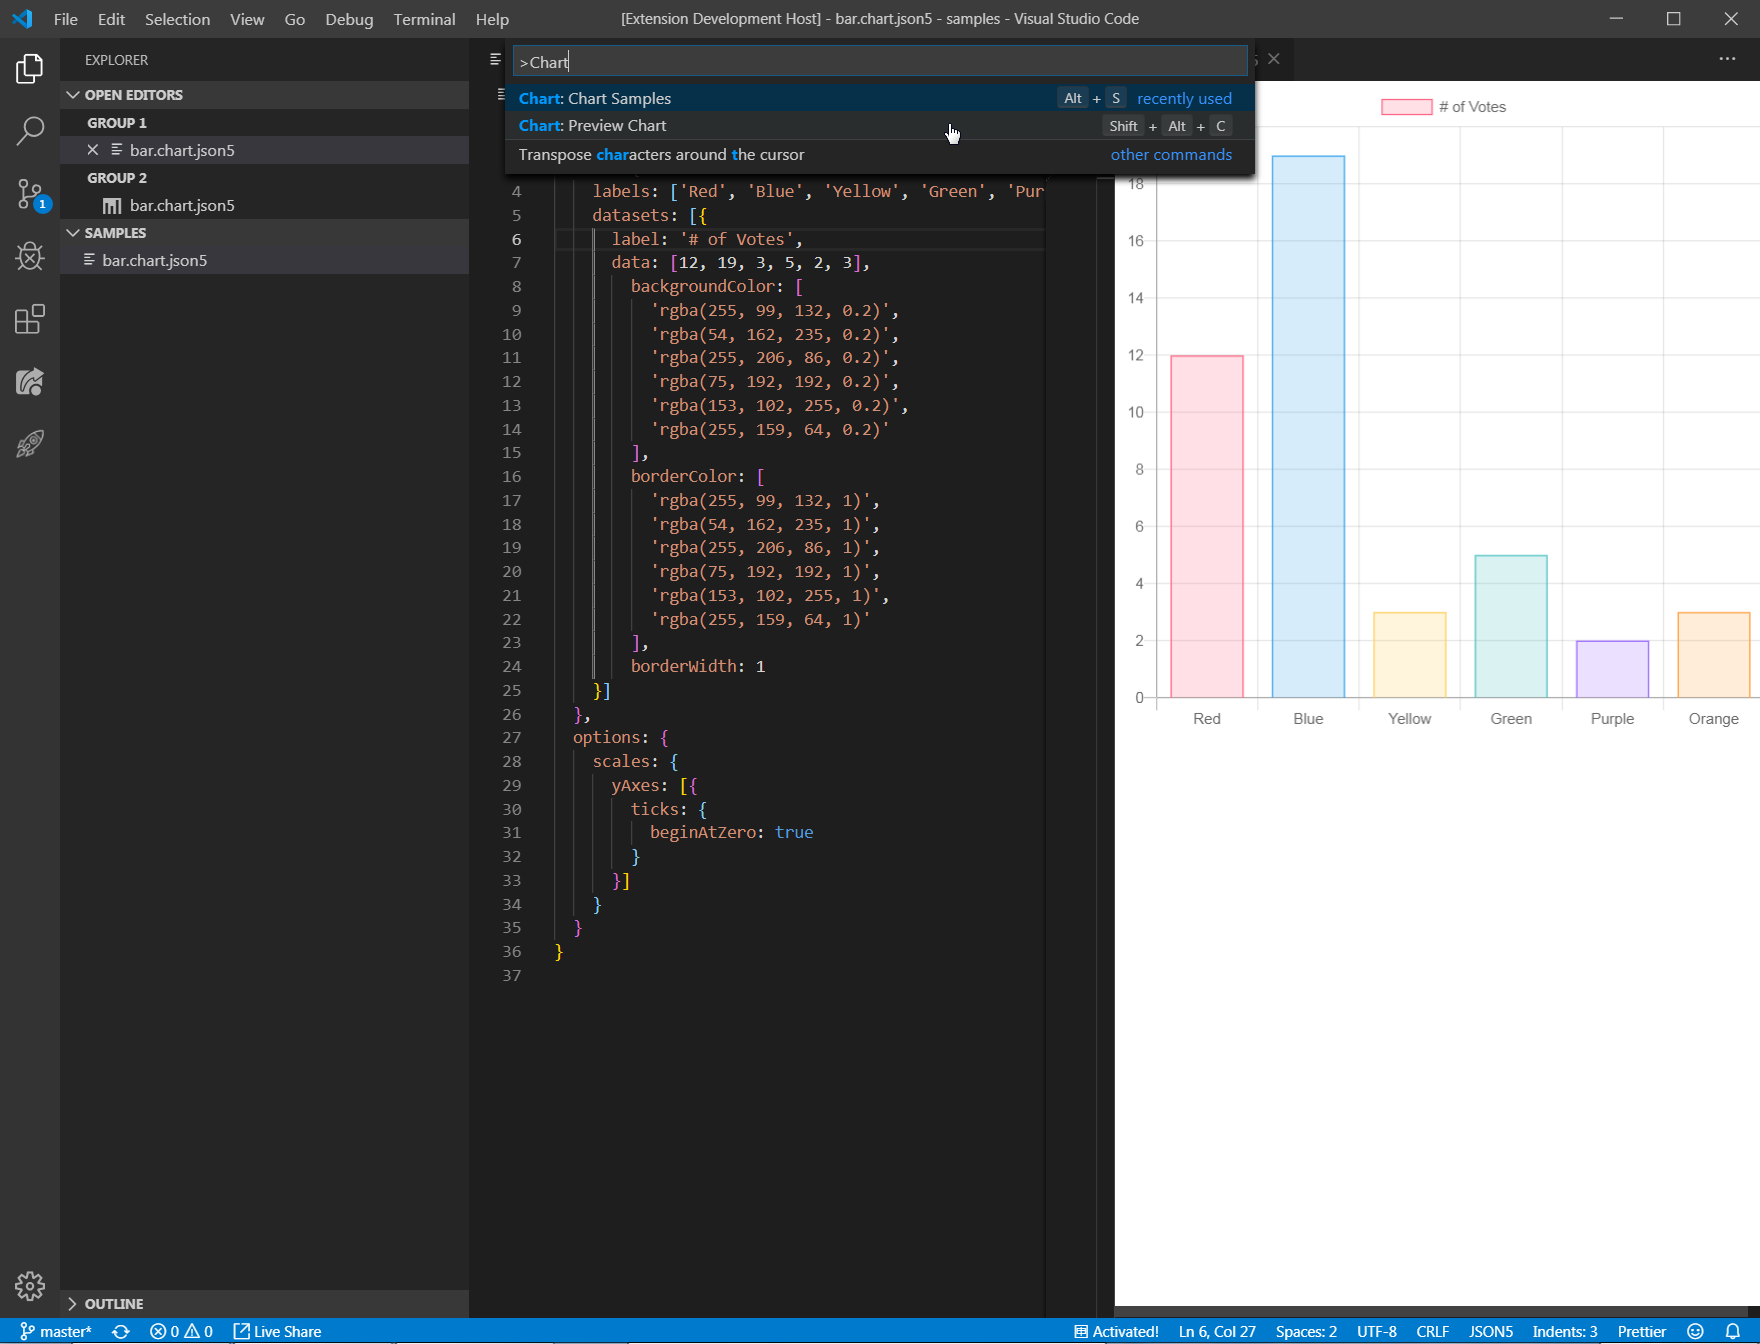 File Edit Selection View Go Debug Terminal Help [Extension Development Host] - bar.chart.json5 - samples - Visual Studio Code
EXPLORER
OPEN EDITORS
GROUP 1
bar.chart.json5
GROUP 2
bar.chart.json5
SAMPLES
bar.chart.json5
1
OUTLINE
>Chart
Chart: Chart Samples Alt + S recently used
Chart: Preview Chart Shift + Alt + C
Transpose characters around the cursor other commands
4 labels: ['Red', 'Blue', 'Yellow', 'Green', 'Pur
5 datasets: [{
6 label: '# of Votes',
7 data: [12, 19, 3, 5, 2, 3],
8 backgroundColor: [
9 'rgba(255, 99, 132, 0.2)',
10 'rgba(54, 162, 235, 0.2)',
11 'rgba(255, 206, 86, 0.2)',
12 'rgba(75, 192, 192, 0.2)',
13 'rgba(153, 102, 255, 0.2)',
14 'rgba(255, 159, 64, 0.2)'
15 ],
16 borderColor: [
17 'rgba(255, 99, 132, 1)',
18 'rgba(54, 162, 235, 1)',
19 'rgba(255, 206, 86, 1)',
20 'rgba(75, 192, 192, 1)',
21 'rgba(153, 102, 255, 1)',
22 'rgba(255, 159, 64, 1)'
23 ],
24 borderWidth: 1
25 }]
26 },
27 options: {
28 scales: {
29 yAxes: [{
30 ticks: {
31 beginAtZero: true
32 }
33 }]
34 }
35 }
36 }
37
# of Votes
18
16
14
12
10
8
6
4
2
0
Red Blue Yellow Green Purple Orange
master* 0 0 Live Share Activated! Ln 6, Col 27 Spaces: 2 UTF-8 CRLF JSON5 Indents: 3 Prettier